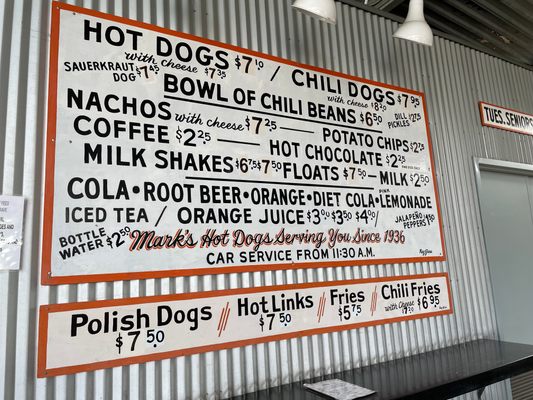 HOT DOGS $7.10 / CHILI DOGS $7.95
with cheese $7.35 with cheese $8.20
SAUERKRAUT DOG $7.45
BOWL OF CHILI BEANS $6.50
DILL PICKLES $2.75
NACHOS with cheese $7.25 POTATO CHIPS $2.75
COFFEE $2.25 HOT CHOCOLATE $2.25
MILK SHAKES $6.75 $7.50 FLOATS $7.50 MILK $2.50
COLA • ROOT BEER • ORANGE • DIET COLA • PINK LEMONADE
ICED TEA / ORANGE JUICE $3.00 $3.50 $4.00 /
JALAPEÑO PEPPERS
BOTTLE WATER $2.50
Mark's Hot Dogs Serving You Since 1936
CAR SERVICE FROM 11:30 A.M.
Polish Dogs $7.50 // Hot Links $7.50 // Fries $5.75 // Chili Fries $6.95
with Cheese
TUES. SENIORS